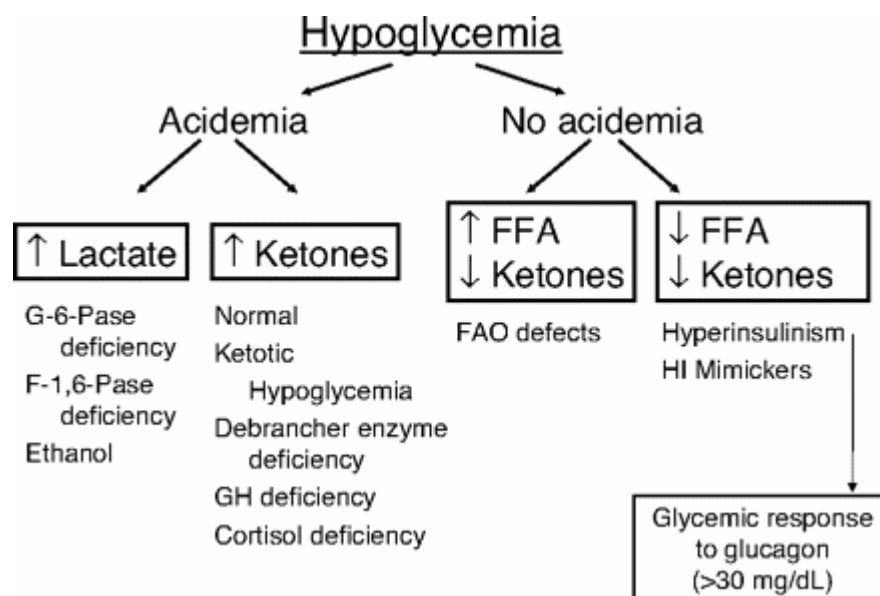 Hypoglycemia
Acidemia
No acidemia
↑ Lactate
↑ Ketones
↑ FFA
↓ Ketones
↓ FFA
↓ Ketones
G-6-Pase
deficiency
F-1,6-Pase
deficiency
Ethanol
Normal
Ketotic
Hypoglycemia
Debrancher enzyme
deficiency
GH deficiency
Cortisol deficiency
FAO defects
Hyperinsulinism
HI Mimickers
Glycemic response
to glucagon
(>30 mg/dL)